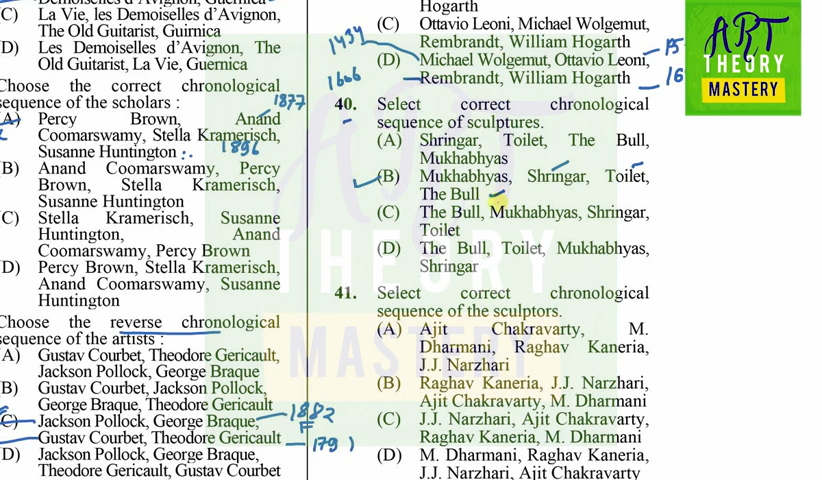 Demoiselles d'Avignon, Guernica
(C) La Vie, les Demoiselles d'Avignon,
The Old Guitarist, Guirnica
(D) Les Demoiselles d'Avignon, The
Old Guitarist, La Vie, Guernica
Choose the correct chronological
sequence of the scholars :
(A) Percy Brown, Anand
Coomarswamy, Stella Kramerisch,
Susanne Huntington
1877
1896
(B) Anand Coomarswamy, Percy
Brown, Stella Kramerisch,
Susanne Huntington
(C) Stella Kramerisch, Susanne
Huntington, Anand
Coomarswamy, Percy Brown
(D) Percy Brown, Stella Kramerisch,
Anand Coomarswamy, Susanne
Huntington
Choose the reverse chronological
sequence of the artists :
(A) Gustav Courbet, Theodore Gericault,
Jackson Pollock, George Braque
(B) Gustav Courbet, Jackson Pollock,
George Braque, Theodore Gericault
(C) Jackson Pollock, George Braque,
Gustav Courbet, Theodore Gericault
1882
F
1791
(D) Jackson Pollock, George Braque,
Theodore Gericault, Gustav Courbet
Hogarth
(C) Ottavio Leoni, Michael Wolgemut,
Rembrandt, William Hogarth
(D) Michael Wolgemut, Ottavio Leoni,
Rembrandt, William Hogarth
1434
1606
15
16
40. Select correct chronological
sequence of sculptures.
(A) Shringar, Toilet, The Bull,
Mukhabhyas
(B) Mukhabhyas, Shringar, Toilet,
The Bull
(C) The Bull, Mukhabhyas, Shringar,
Toilet
(D) The Bull, Toilet, Mukhabhyas,
Shringar
41. Select correct chronological
sequence of the sculptors.
(A) Ajit Chakravarty, M.
Dharmani, Raghav Kaneria,
J.J. Narzhari
(B) Raghav Kaneria, J.J. Narzhari,
Ajit Chakravarty, M. Dharmani
(C) J.J. Narzhari, Ajit Chakravarty,
Raghav Kaneria, M. Dharmani
(D) M. Dharmani, Raghav Kaneria,
J.J. Narzhari, Ajit Chakravarty
ART
THEORY
MASTERY
ART
THEORY
MASTERY